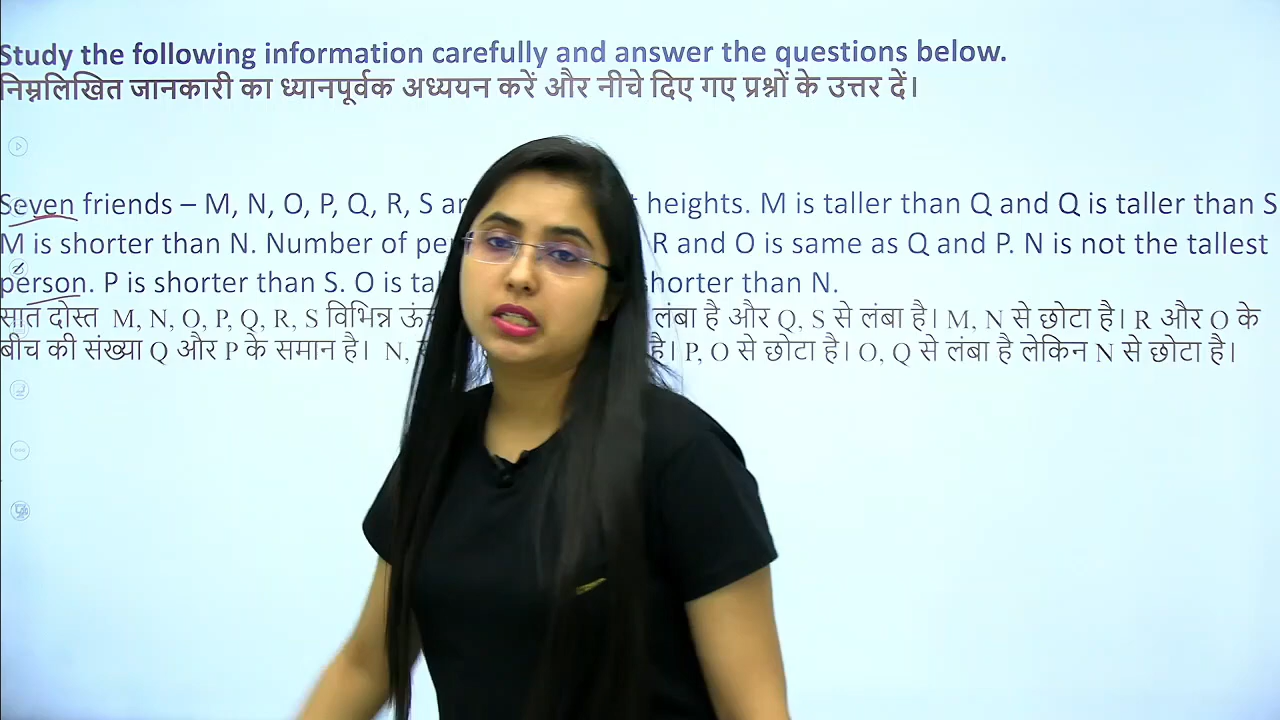 Study the following information carefully and answer the questions below.
निम्नलिखित जानकारी का ध्यानपूर्वक अध्ययन करें और नीचे दिए गए प्रश्नों के उत्तर दें।
Seven friends – M, N, O, P, Q, R, S heights. M is taller than Q and Q is taller than S
M is shorter than N. Number of R and O is same as Q and P. N is not the tallest
person. P is shorter than S. O is shorter than N.
सात दोस्त M, N, O, P, Q, R, S विभिन्न लंबा है और Q, S से लंबा है। M, N से छोटा है। R और O के
बीच की संख्या Q और P के समान है। N, है। P, O से छोटा है। O, Q से लंबा है लेकिन N से छोटा है।